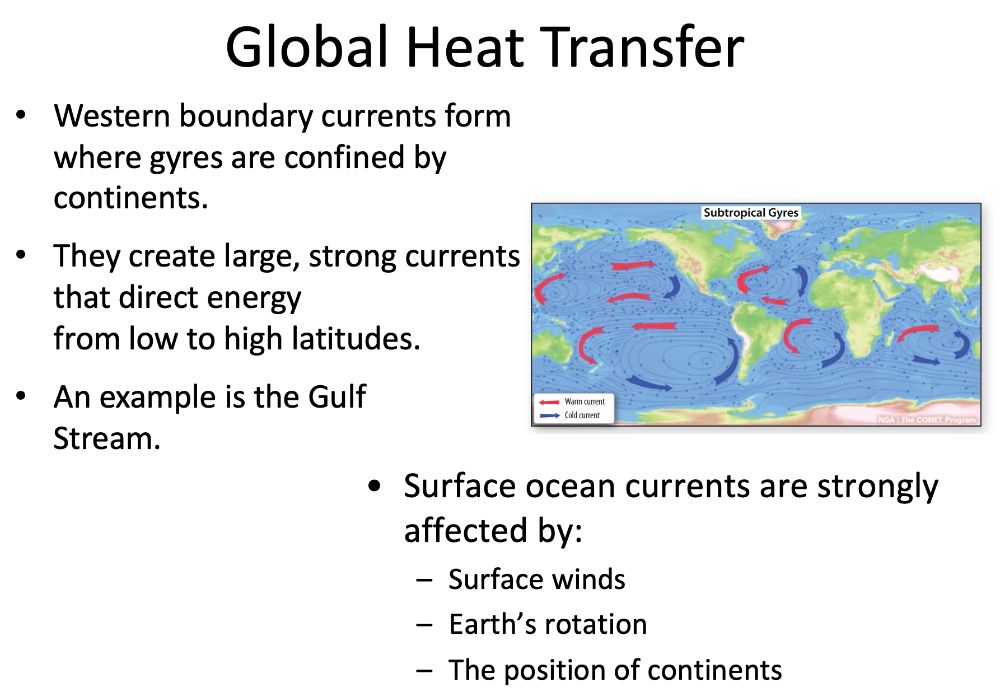 Global Heat Transfer
• Western boundary currents form
where gyres are confined by
continents.
• They create large, strong currents
that direct energy
from low to high latitudes.
• An example is the Gulf
Stream.
Subtropical Gyres
Warm current
Cold current
NGA | The COMET Program
• Surface ocean currents are strongly
affected by:
– Surface winds
– Earth’s rotation
– The position of continents